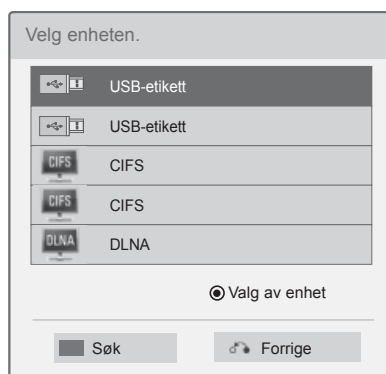 Velg enheten.
USB-etikett
USB-etikett
CIFS CIFS
CIFS CIFS
DLNA DLNA
Valg av enhet
Søk Forrige